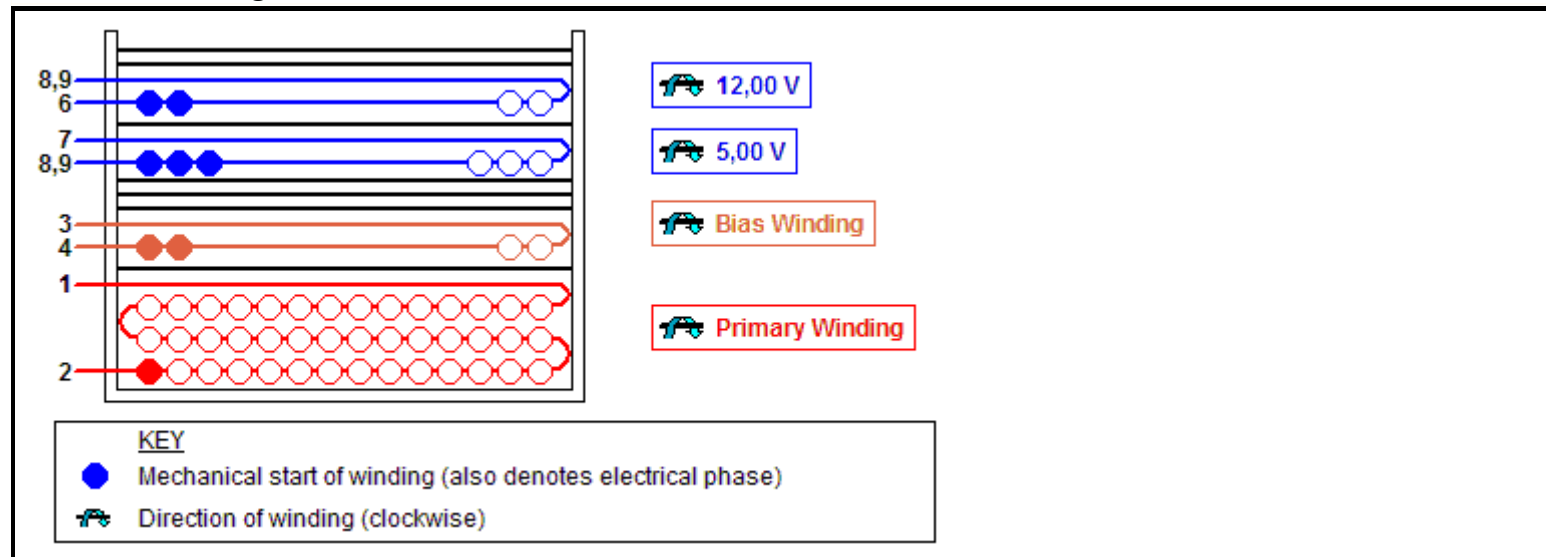 8,9
6
12,00 V
7
8,9
5,00 V
3
4
Bias Winding
1
2
Primary Winding
KEY
Mechanical start of winding (also denotes electrical phase)
Direction of winding (clockwise)